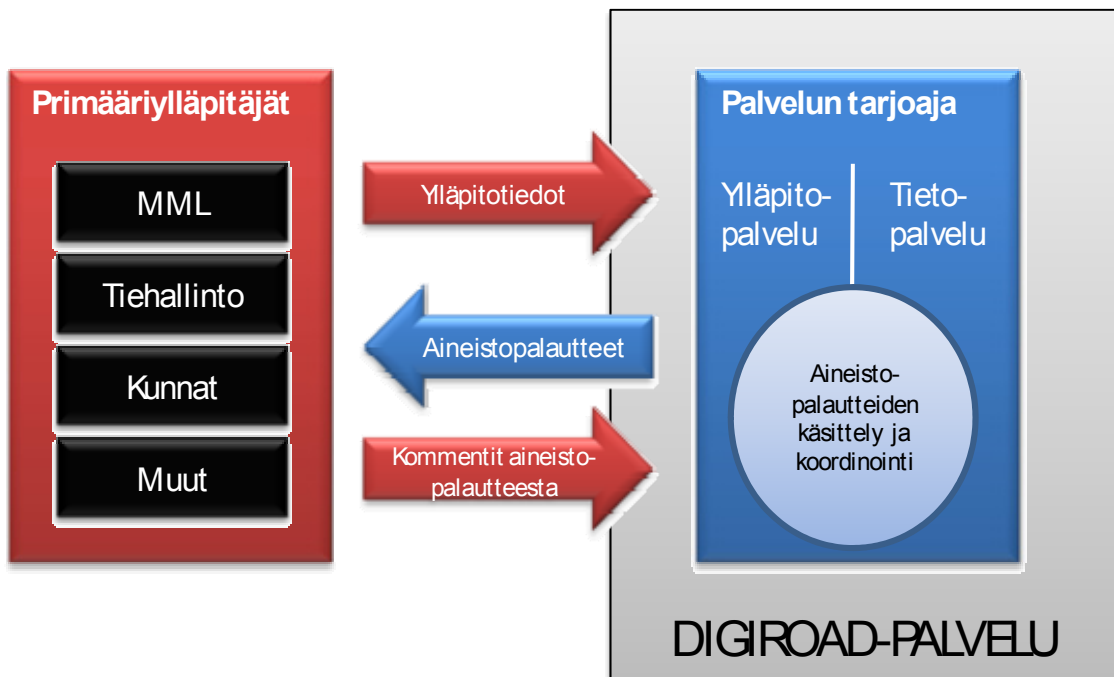 Primääriylläpitäjät
MML
Tiehallinto
Kunnat
Muut
Ylläpitotiedot
Aineistopalautteet
Kommentit aineisto-
palautteesta
Palvelun tarjoaja
Ylläpito-
palvelu
Tieto-
palvelu
Aineisto-
palautteiden
käsittely ja
koordinointi
DIGIROAD-PALVELU